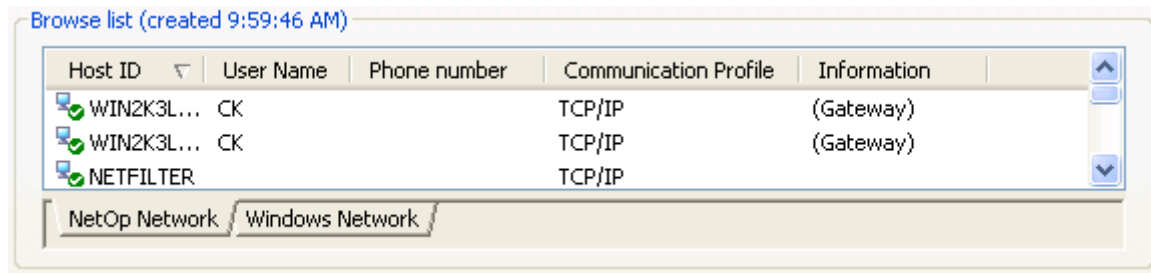 Browse list (created 9:59:46 AM)
Host ID User Name Phone number Communication Profile Information
WIN2K3L... CK TCP/IP (Gateway)
WIN2K3L... CK TCP/IP (Gateway)
NETFILTER TCP/IP
NetOp Network Windows Network